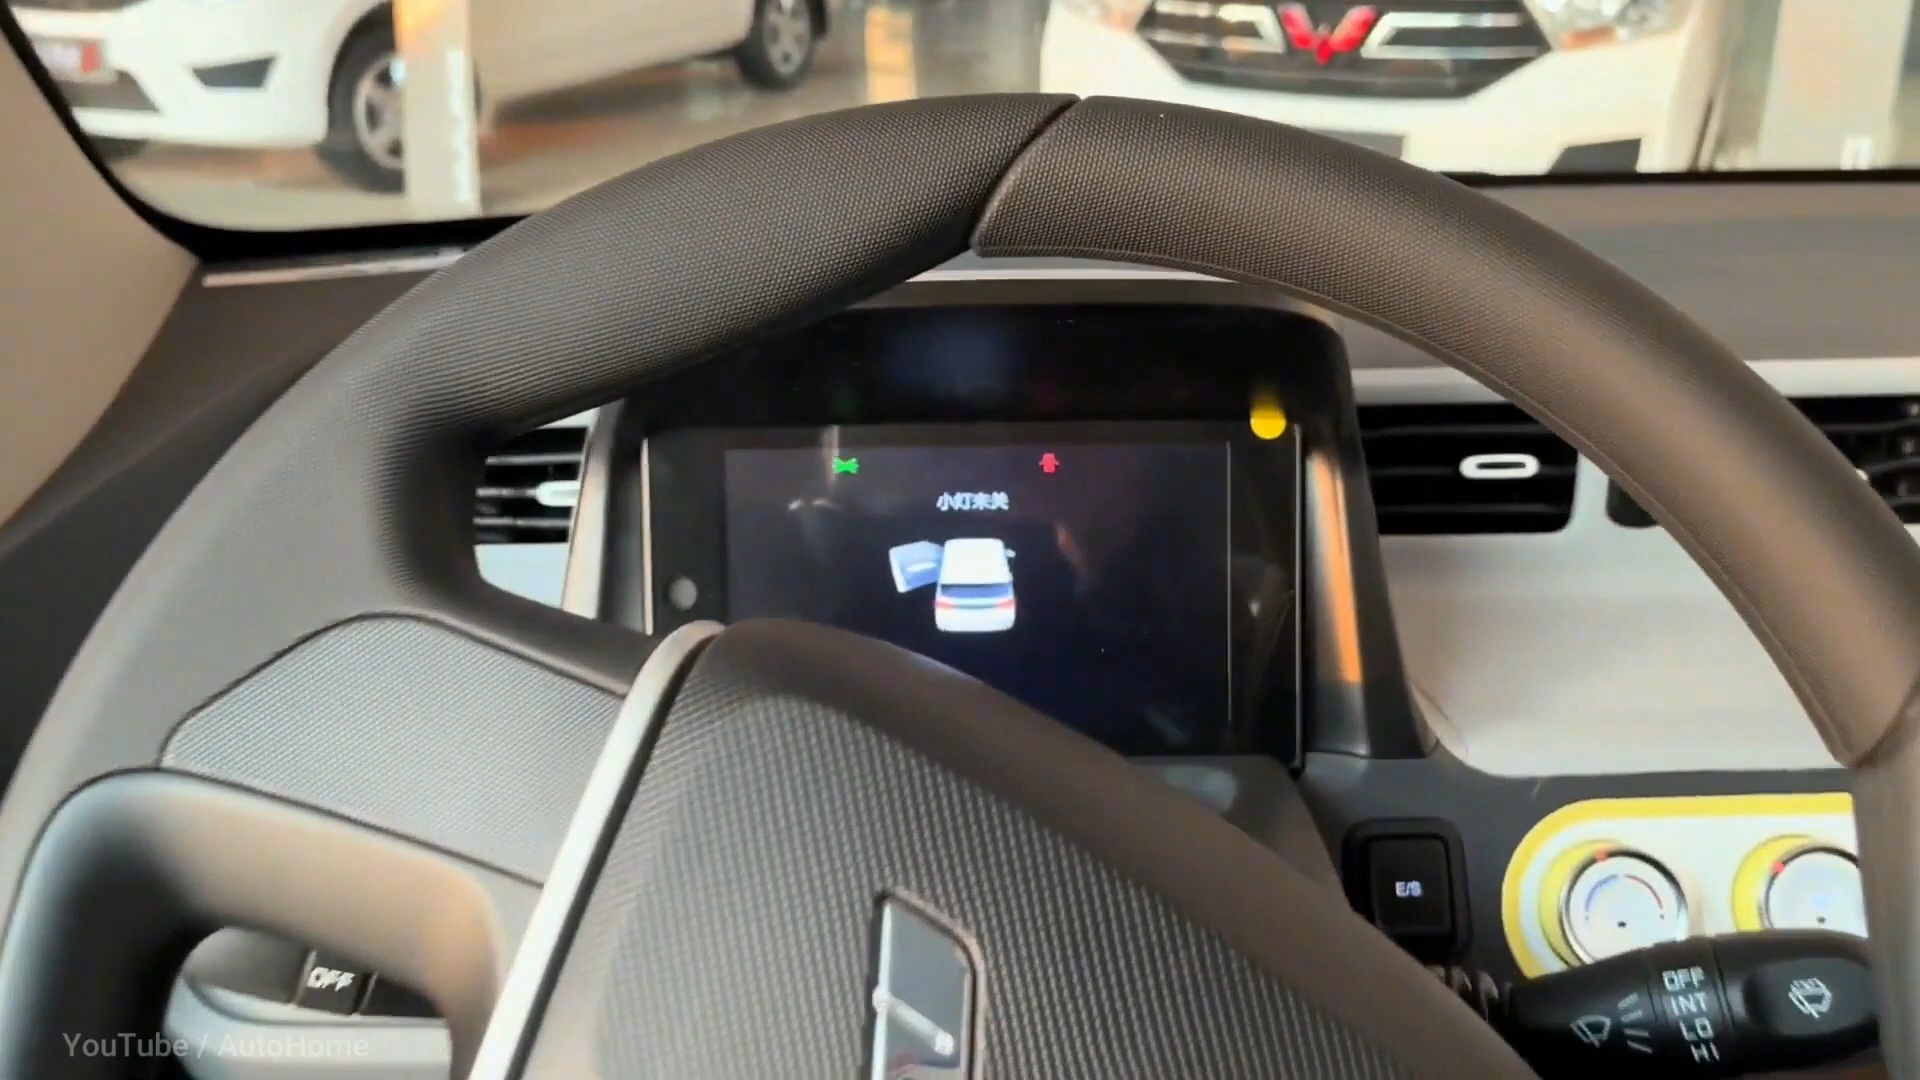 小灯未关
E/S
OFF
OFF
INT
LO
HI
YouTube / AutoHome